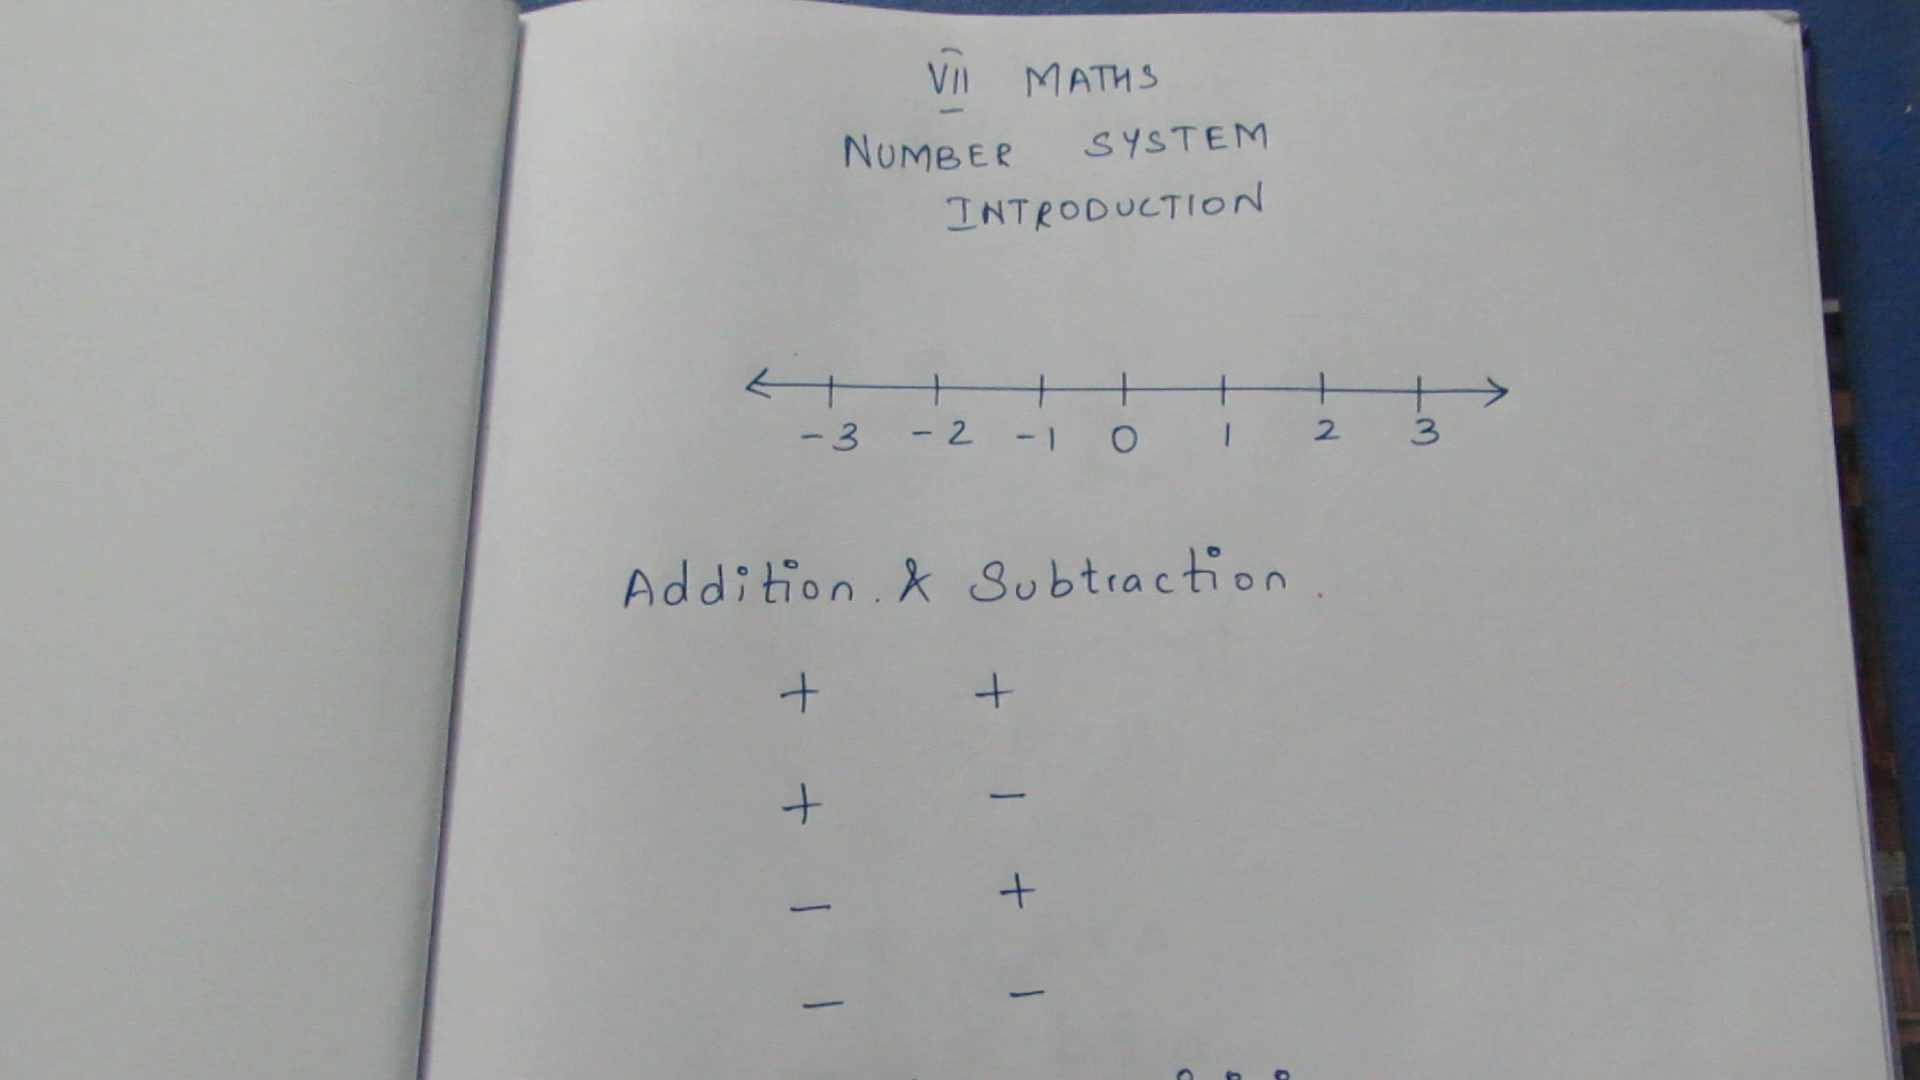 VII MATHS
NUMBER SYSTEM
INTRODUCTION
-3 -2 -1 0 1 2 3
Addition. & Subtraction.
+ +
+ -
- +
- -